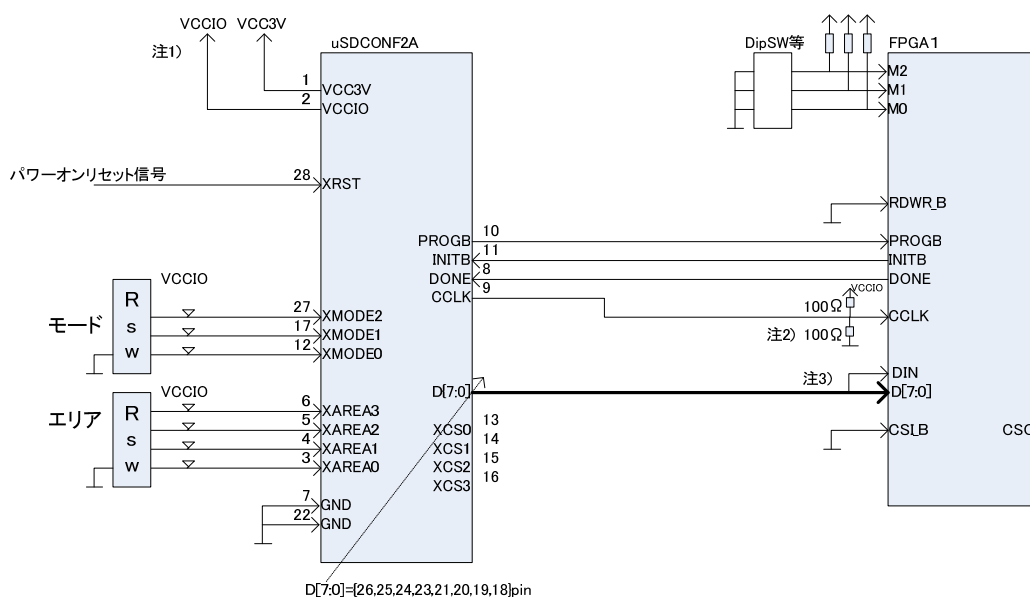 VCCIO VCC3V
注1)
uSDCONF2A
DipSW等
FPGA1
1
VCC3V
2
VCCIO
M2
M1
M0
パワーオンリセット信号
28
XRST
RDWR_B
PROGB
10
PROGB
INITB
11
INITB
DONE
8
DONE
CCLK
9
VCCIO
100Ω
CCLK
注2) 100Ω
モード
R
s
w
VCCIO
27
XMODE2
17
XMODE1
12
XMODE0
注3)
DIN
D[7:0]
D[7:0]
エリア
R
s
w
VCCIO
6
XAREA3
5
XAREA2
4
XAREA1
3
XAREA0
XCS0
13
XCS1
14
XCS2
15
XCS3
16
CSI_B
CSO
7
GND
22
GND
D[7:0]=[26,25,24,23,21,20,19,18]pin